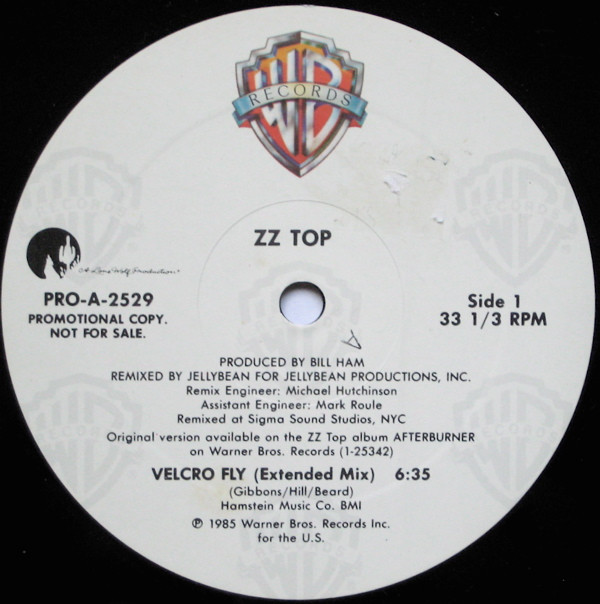 WB
RECORDS
ZZ TOP
A Lone Wolf Production
PRO-A-2529
PROMOTIONAL COPY.
NOT FOR SALE.
Side 1
33 1/3 RPM
PRODUCED BY BILL HAM
REMIXED BY JELLYBEAN FOR JELLYBEAN PRODUCTIONS, INC.
Remix Engineer: Michael Hutchinson
Assistant Engineer: Mark Roule
Remixed at Sigma Sound Studios, NYC
Original version available on the ZZ Top album AFTERBURNER
on Warner Bros. Records (1-25342)
VELCRO FLY (Extended Mix) 6:35
(Gibbons/Hill/Beard)
Hamstein Music Co. BMI
℗ 1985 Warner Bros. Records Inc.
for the U.S.